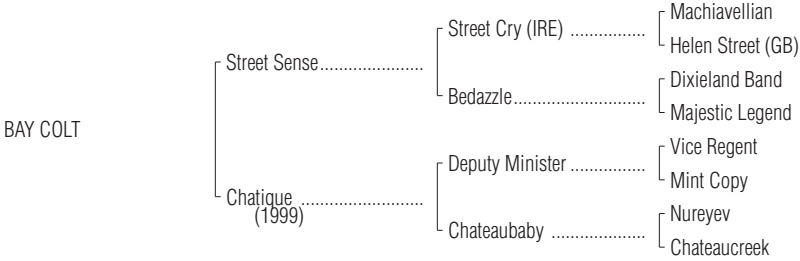 Machiavellian
Street Cry (IRE) ................
Helen Street (GB)
Street Sense......................
Dixieland Band
Bedazzle............................
Majestic Legend
BAY COLT
Vice Regent
Deputy Minister ................
Mint Copy
Chatique ..........................
(1999)
Nureyev
Chateaubaby ....................
Chateaucreek